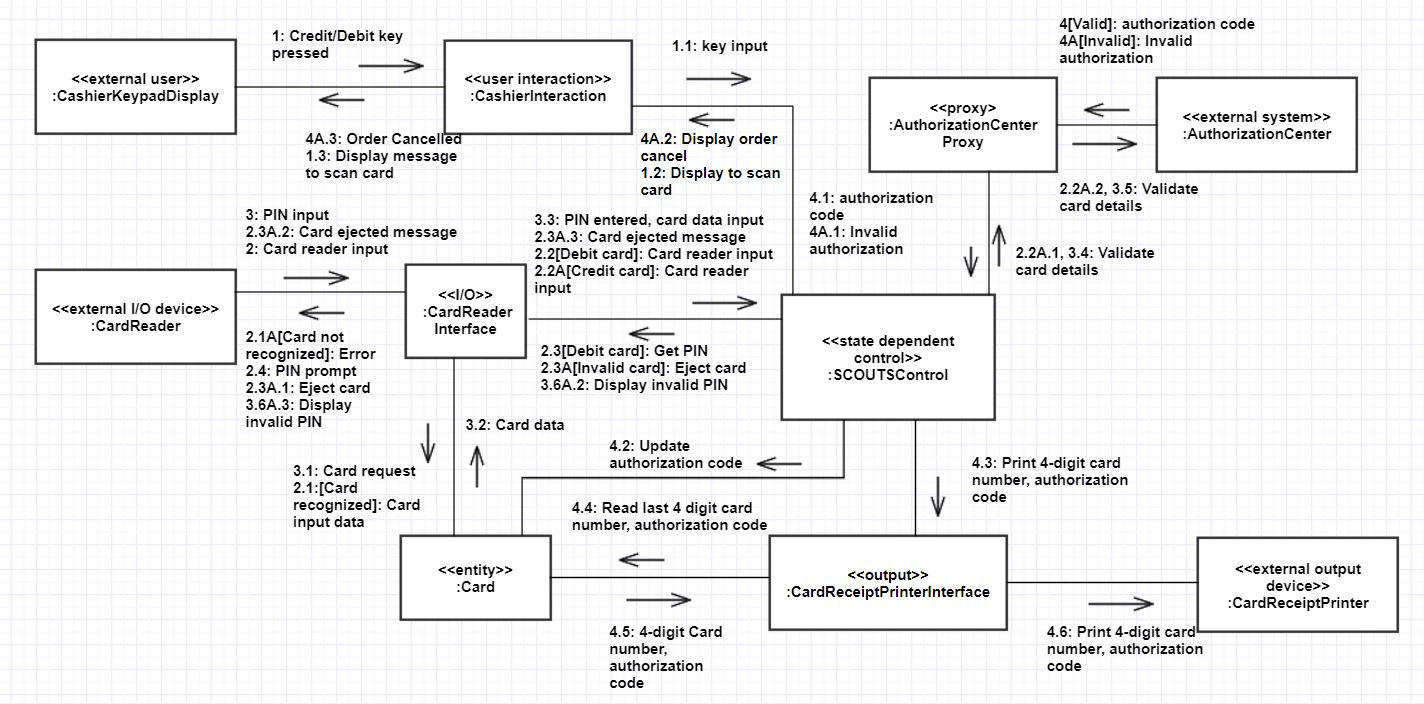 1: Credit/Debit key
pressed
1.1: key input
4[Valid]: authorization code
4A[Invalid]: Invalid
authorization
<<external user>>
:CashierKeypadDisplay
<<user interaction>>
:CashierInteraction
<<proxy>
:AuthorizationCenter
Proxy
<<external system>>
:AuthorizationCenter
4A.3: Order Cancelled
1.3: Display message
to scan card
4A.2: Display order
cancel
1.2: Display to scan
card
4.1: authorization
code
4A.1: Invalid
authorization
2.2A.2, 3.5: Validate
card details
2.2A.1, 3.4: Validate
card details
3: PIN input
2.3A.2: Card ejected message
2: Card reader input
3.3: PIN entered, card data input
2.3A.3: Card ejected message
2.2[Debit card]: Card reader input
2.2A[Credit card]: Card reader
input
<<external I/O device>>
:CardReader
<<I/O>>
:CardReader
Interface
<<state dependent
control>>
:SCOUTSControl
2.1A[Card not
recognized]: Error
2.4: PIN prompt
2.3A.1: Eject card
3.6A.3: Display
invalid PIN
2.3[Debit card]: Get PIN
2.3A[Invalid card]: Eject card
3.6A.2: Display invalid PIN
3.2: Card data
3.1: Card request
2.1:[Card
recognized]: Card
input data
4.2: Update
authorization code
4.3: Print 4-digit card
number, authorization
code
4.4: Read last 4 digit card
number, authorization code
<<entity>>
:Card
<<output>>
:CardReceiptPrinterInterface
<<external output
device>>
:CardReceiptPrinter
4.5: 4-digit Card
number,
authorization
code
4.6: Print 4-digit card
number, authorization
code